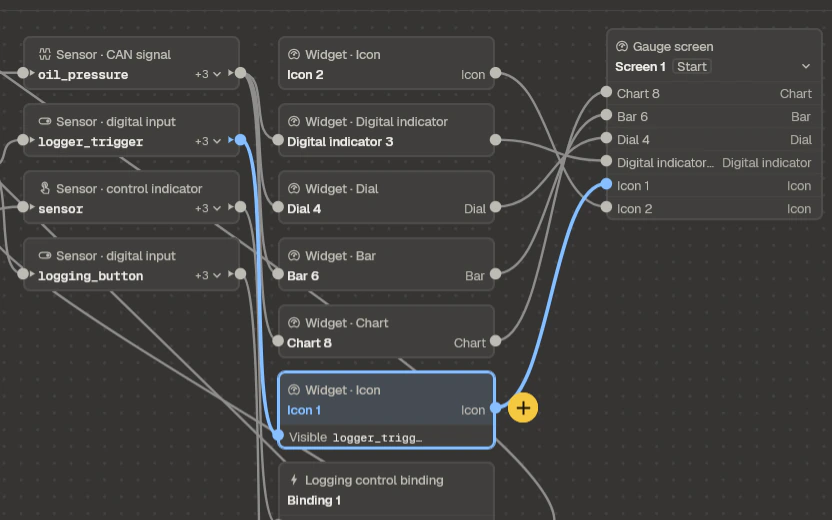 Sensor · CAN signal
oil_pressure +3
Sensor · digital input
logger_trigger +3
Sensor · control indicator
sensor +3
Sensor · digital input
logging_button +3
Widget · Icon
Icon 2 Icon
Widget · Digital indicator
Digital indicator 3
Widget · Dial
Dial 4 Dial
Widget · Bar
Bar 6 Bar
Widget · Chart
Chart 8 Chart
Widget · Icon
Icon 1 Icon
Visible logger_trigg…
Logging control binding
Binding 1
Gauge screen
Screen 1 Start
Chart 8 Chart
Bar 6 Bar
Dial 4 Dial
Digital indicator… Digital indicator
Icon 1 Icon
Icon 2 Icon